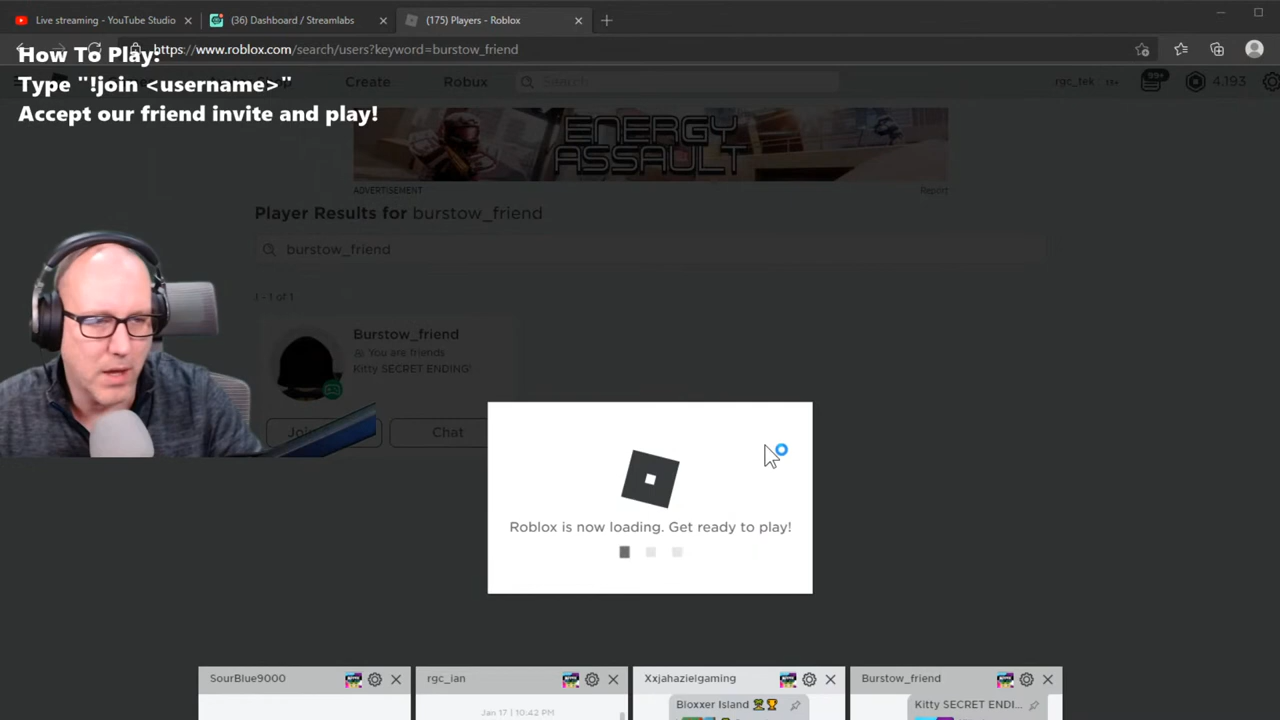 Live streaming - YouTube Studio
(36) Dashboard / Streamlabs
(175) Players - Roblox
https://www.roblox.com/search/users?keyword=burstow_friend
How To Play:
Type "!join <username>"
Accept our friend invite and play!
Create
Robux
Search
rgc_tek
13+
99+
4,193
ENERGY
ASSAULT
ADVERTISEMENT
Report
Player Results for burstow_friend
burstow_friend
1 - 1 of 1
Burstow_friend
You are friends
Kitty SECRET ENDING!
Chat
Roblox is now loading. Get ready to play!
SourBlue9000
rgc_ian
Xxjahazielgaming
Burstow_friend
Jan 17 | 10:42 PM
Bloxxer Island
Kitty SECRET ENDI...